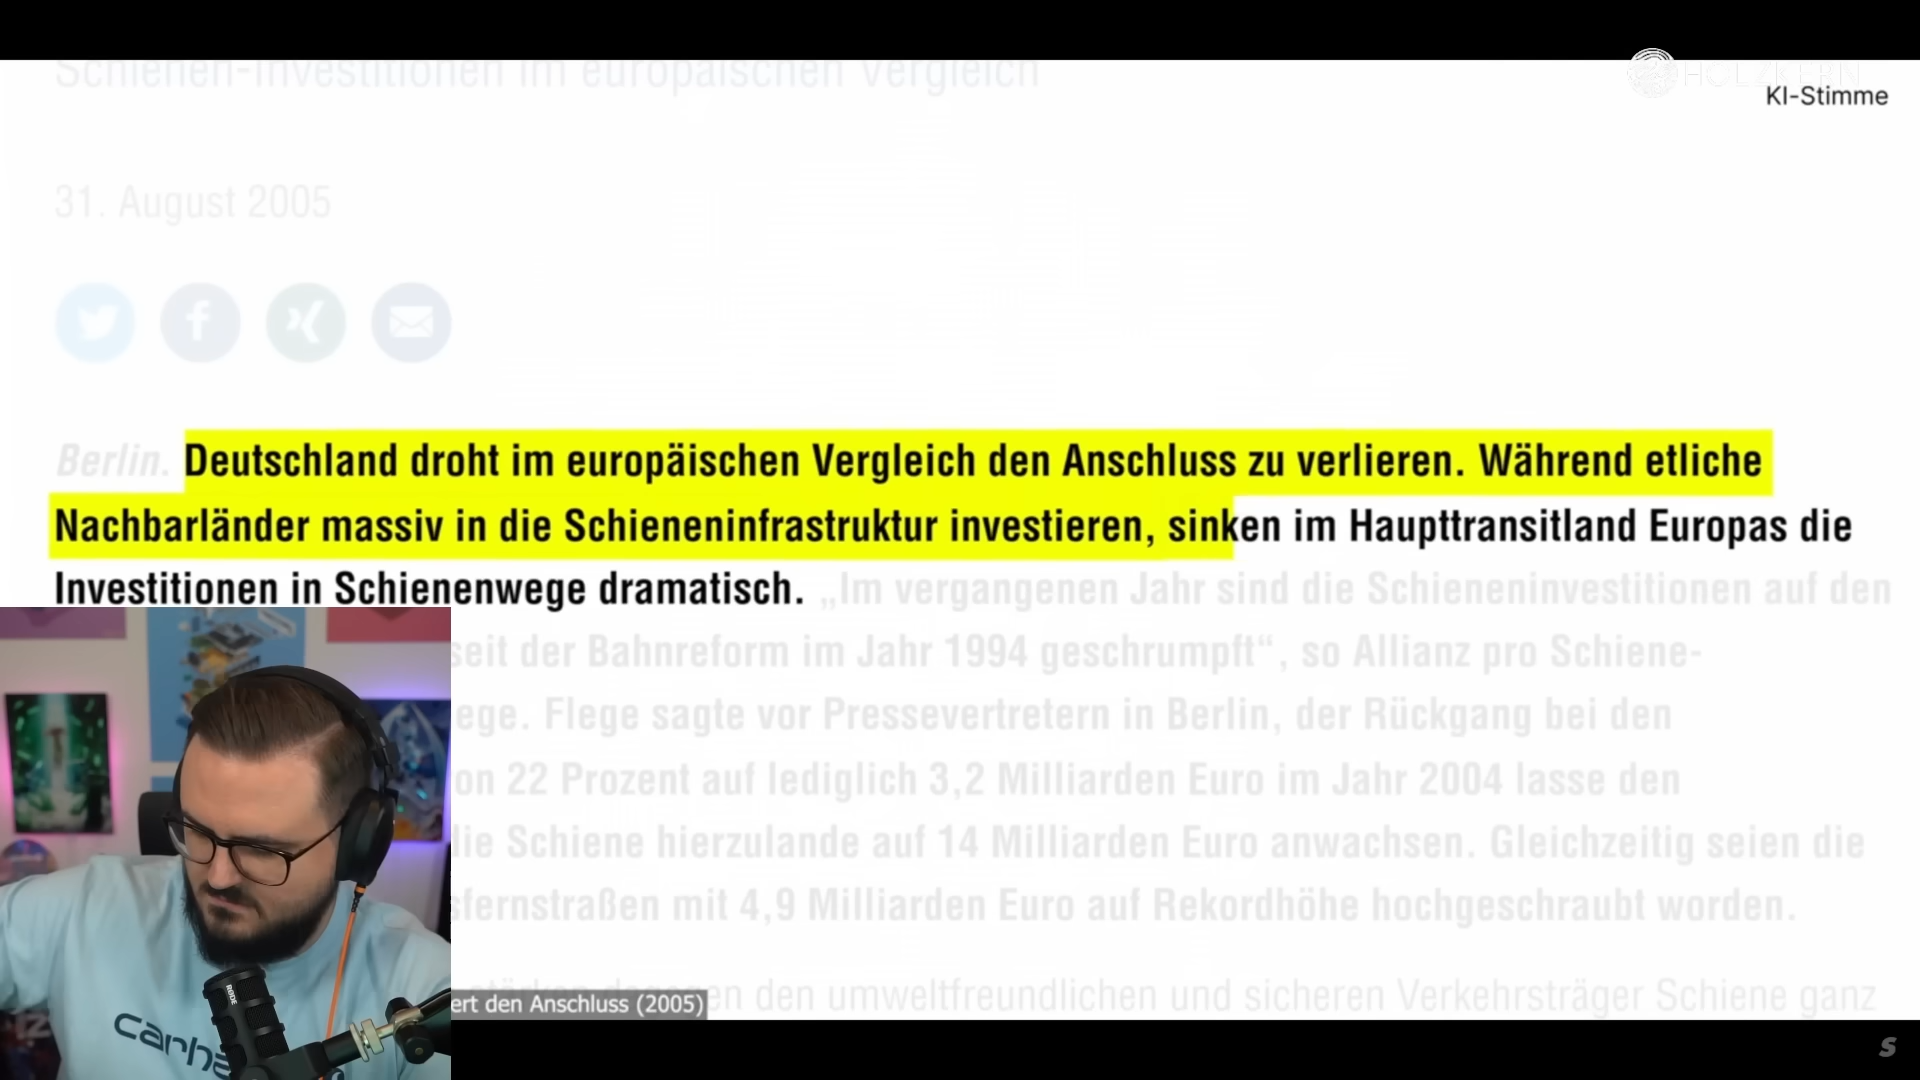 Schienen-Investitionen im europäischen Vergleich
HOLZKERN
KI-Stimme
31. August 2005
Berlin. Deutschland droht im europäischen Vergleich den Anschluss zu verlieren. Während etliche
Nachbarländer massiv in die Schieneninfrastruktur investieren, sinken im Haupttransitland Europas die
Investitionen in Schienenwege dramatisch. „Im vergangenen Jahr sind die Schieneninvestitionen auf den
seit der Bahnreform im Jahr 1994 geschrumpft“, so Allianz pro Schiene-
ege. Flege sagte vor Pressevertretern in Berlin, der Rückgang bei den
on 22 Prozent auf lediglich 3,2 Milliarden Euro im Jahr 2004 lasse den
die Schiene hierzulande auf 14 Milliarden Euro anwachsen. Gleichzeitig seien die
sfernstraßen mit 4,9 Milliarden Euro auf Rekordhöhe hochgeschraubt worden.
en den umweltfreundlichen und sicheren Verkehrsträger Schiene ganz
ert den Anschluss (2005)
RØDE
carha
S